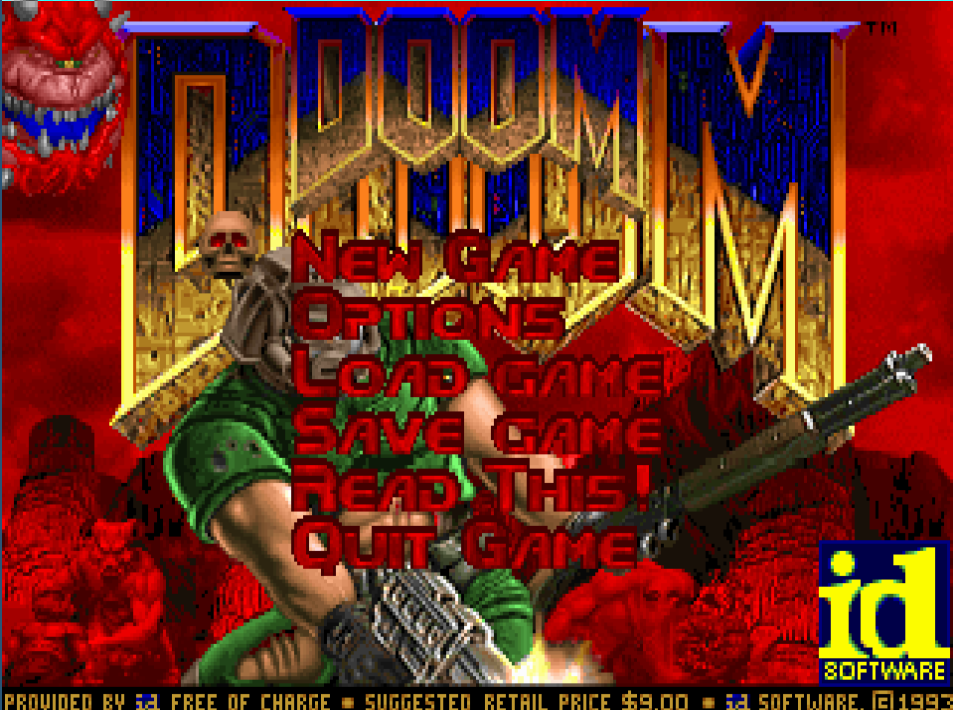 DOOM
DOOM™
New Game
Options
Load Game
Save Game
Read This!
Quit Game
id
SOFTWARE
PROVIDED BY id FREE OF CHARGE • SUGGESTED RETAIL PRICE $9.00 • id SOFTWARE, ©1993